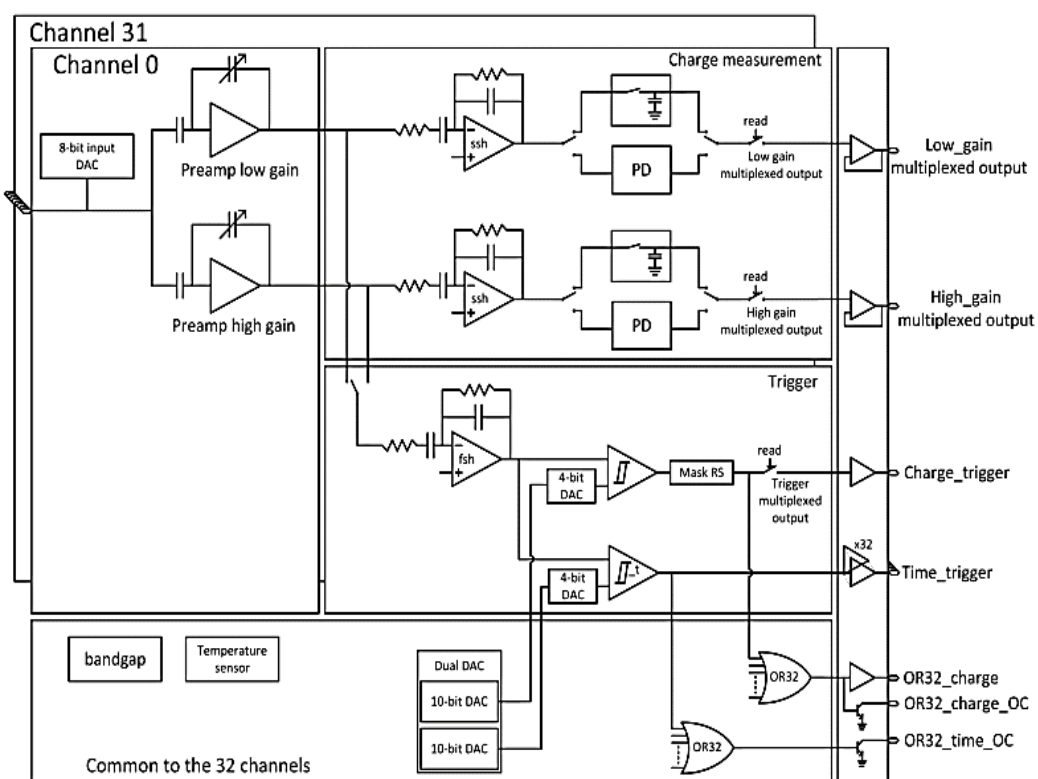 Channel 31
Channel 0
8-bit input
DAC
Preamp low gain
Preamp high gain
Charge measurement
ssh
PD
read
Low gain
multiplexed output
Low_gain
multiplexed output
ssh
PD
read
High gain
multiplexed output
High_gain
multiplexed output
Trigger
fsh
4-bit
DAC
Mask RS
read
Trigger
multiplexed
output
Charge_trigger
4-bit
DAC
_t
x32
Time_trigger
bandgap
Temperature
sensor
Dual DAC
10-bit DAC
10-bit DAC
OR32
OR32
OR32_charge
OR32_charge_OC
OR32_time_OC
Common to the 32 channels